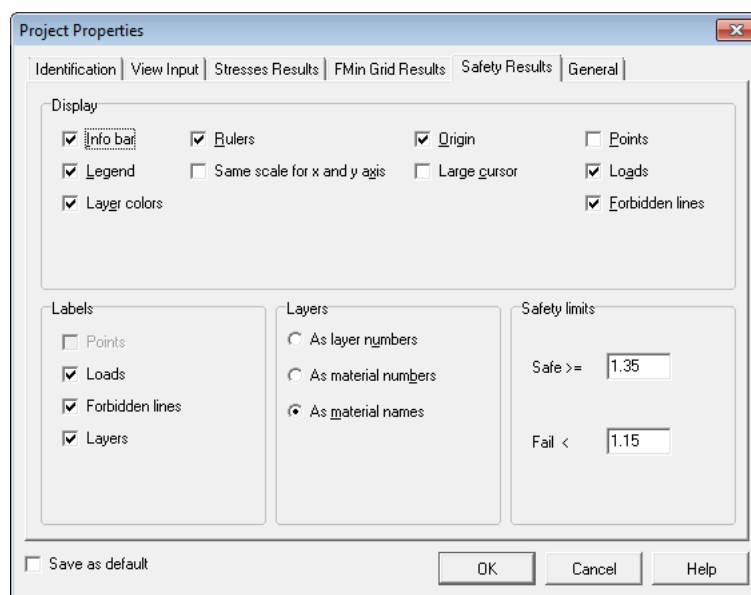 Project Properties
Identification View Input Stresses Results FMin Grid Results Safety Results General
Display
Info bar Rulers Origin Points
Legend Same scale for x and y axis Large cursor Loads
Layer colors Forbidden lines
Labels
Points
Loads
Forbidden lines
Layers
Layers
As layer numbers
As material numbers
As material names
Safety limits
Safe >= 1.35
Fail < 1.15
Save as default OK Cancel Help